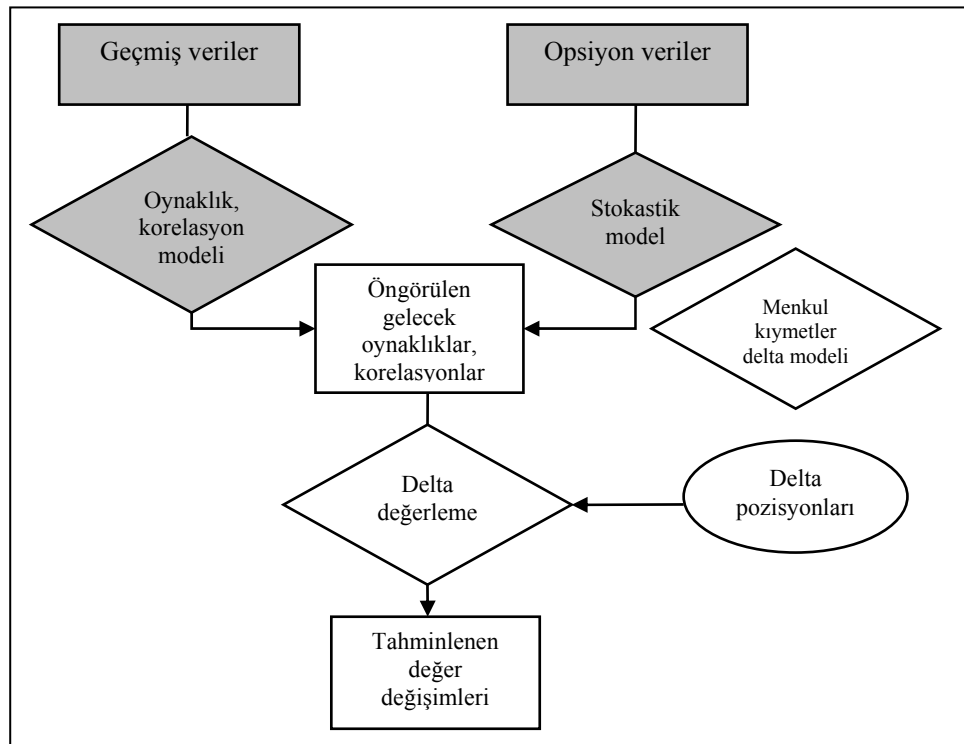 Geçmiş veriler
Opsiyon veriler
Oynaklık,
korelasyon
modeli
Stokastik
model
Öngörülen
gelecek
oynaklıklar,
korelasyonlar
Menkul
kıymetler
delta modeli
Delta
değerleme
Delta
pozisyonları
Tahminlenen
değer
değişimleri